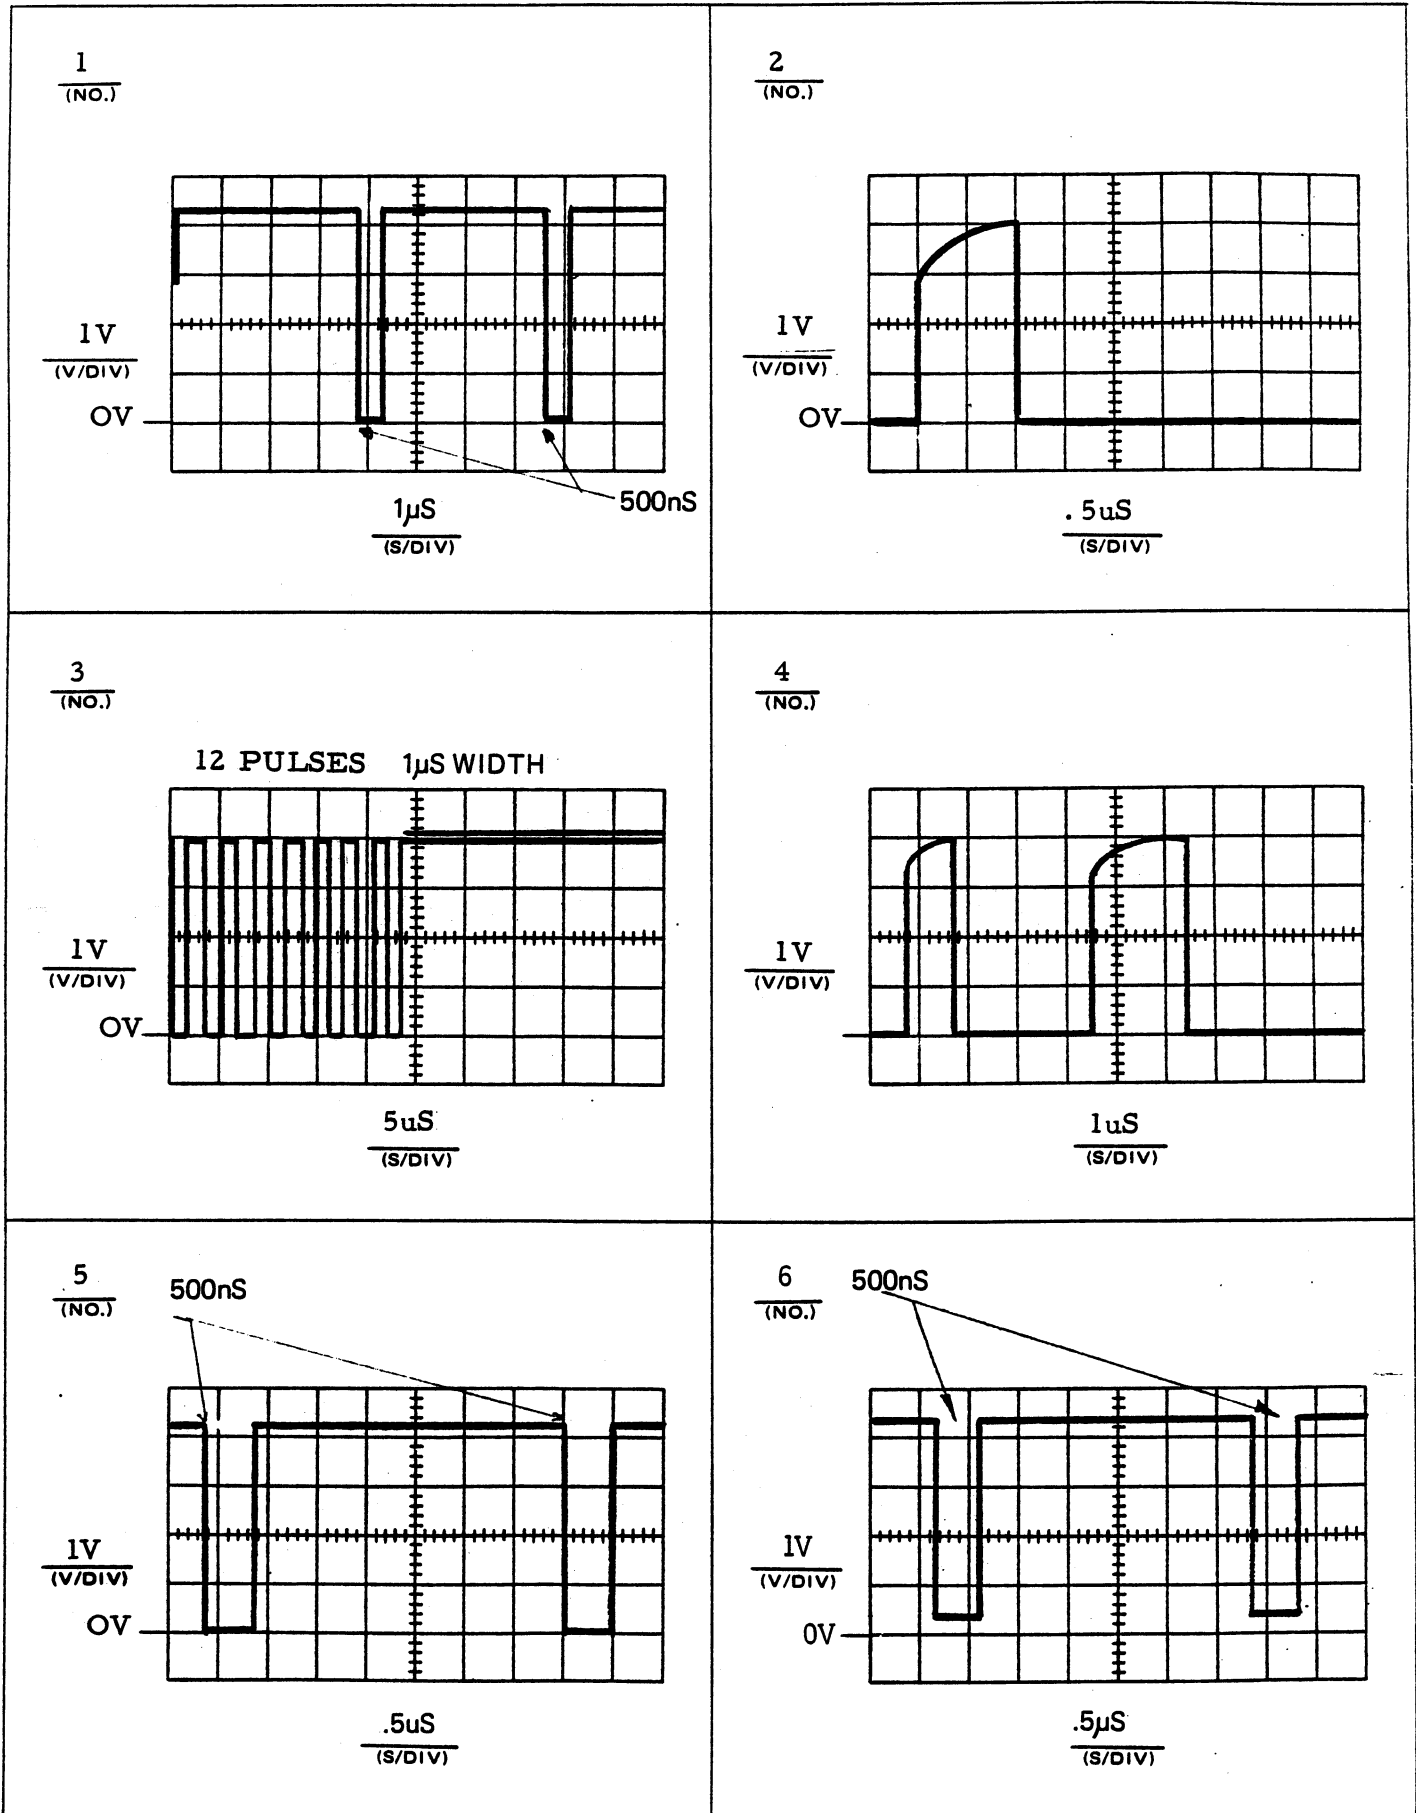 1
(NO.)
1V
(V/DIV)
OV
1µS
(S/DIV)
500nS
2
(NO.)
1V
(V/DIV)
OV
.5uS
(S/DIV)
3
(NO.)
12 PULSES 1µS WIDTH
1V
(V/DIV)
OV
5uS
(S/DIV)
4
(NO.)
1V
(V/DIV)
1uS
(S/DIV)
5
(NO.)
500nS
1V
(V/DIV)
OV
.5uS
(S/DIV)
6
(NO.)
500nS
1V
(V/DIV)
0V
.5µS
(S/DIV)